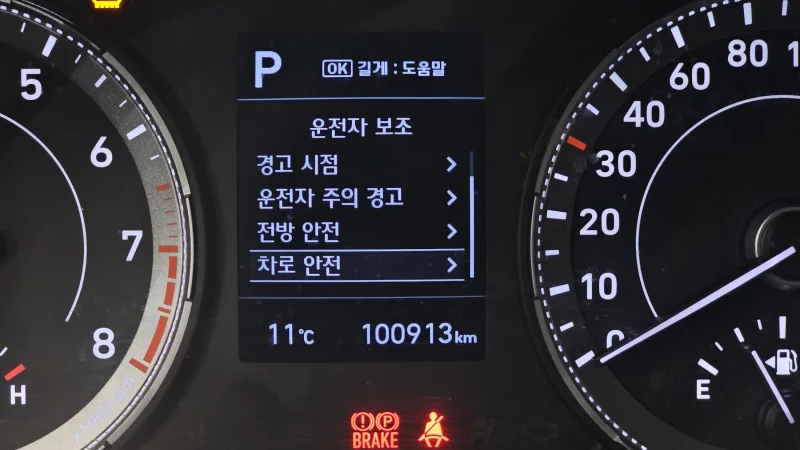 P
OK 길게 : 도움말
운전자 보조
경고 시점
운전자 주의 경고
전방 안전
차로 안전
11℃ 100913km
5
6
7
8
H
80
60
40
30
20
10
0
E
P
BRAKE